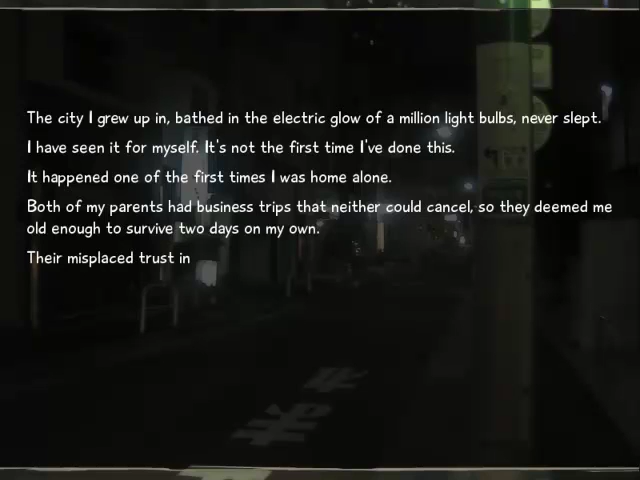 The city I grew up in, bathed in the electric glow of a million light bulbs, never slept.
I have seen it for myself. It's not the first time I've done this.
It happened one of the first times I was home alone.
Both of my parents had business trips that neither could cancel, so they deemed me
old enough to survive two days on my own.
Their misplaced trust in